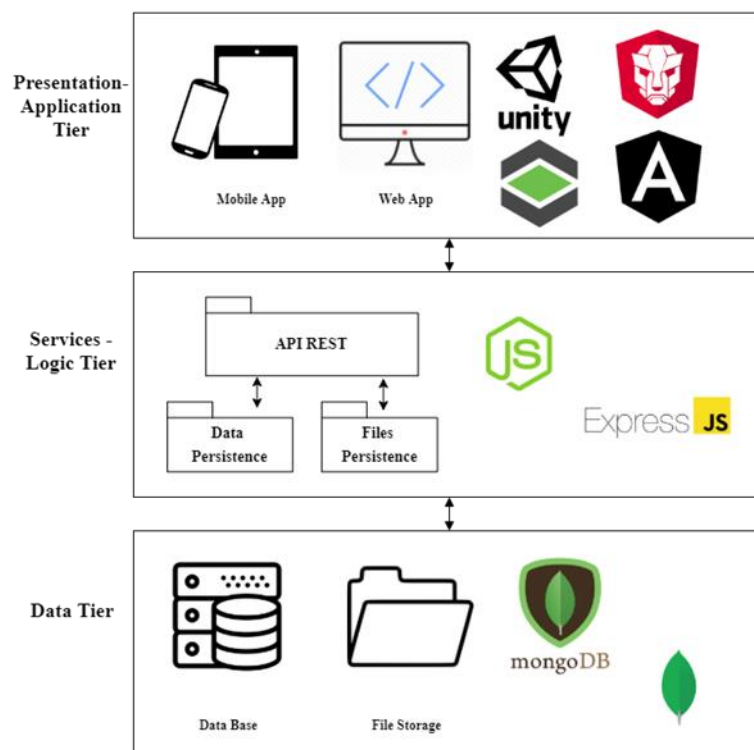 Presentation-
Application
Tier
Mobile App
Web App
unity
A
Services -
Logic Tier
API REST
Data
Persistence
Files
Persistence
JS
Express JS
Data Tier
Data Base
File Storage
mongoDB